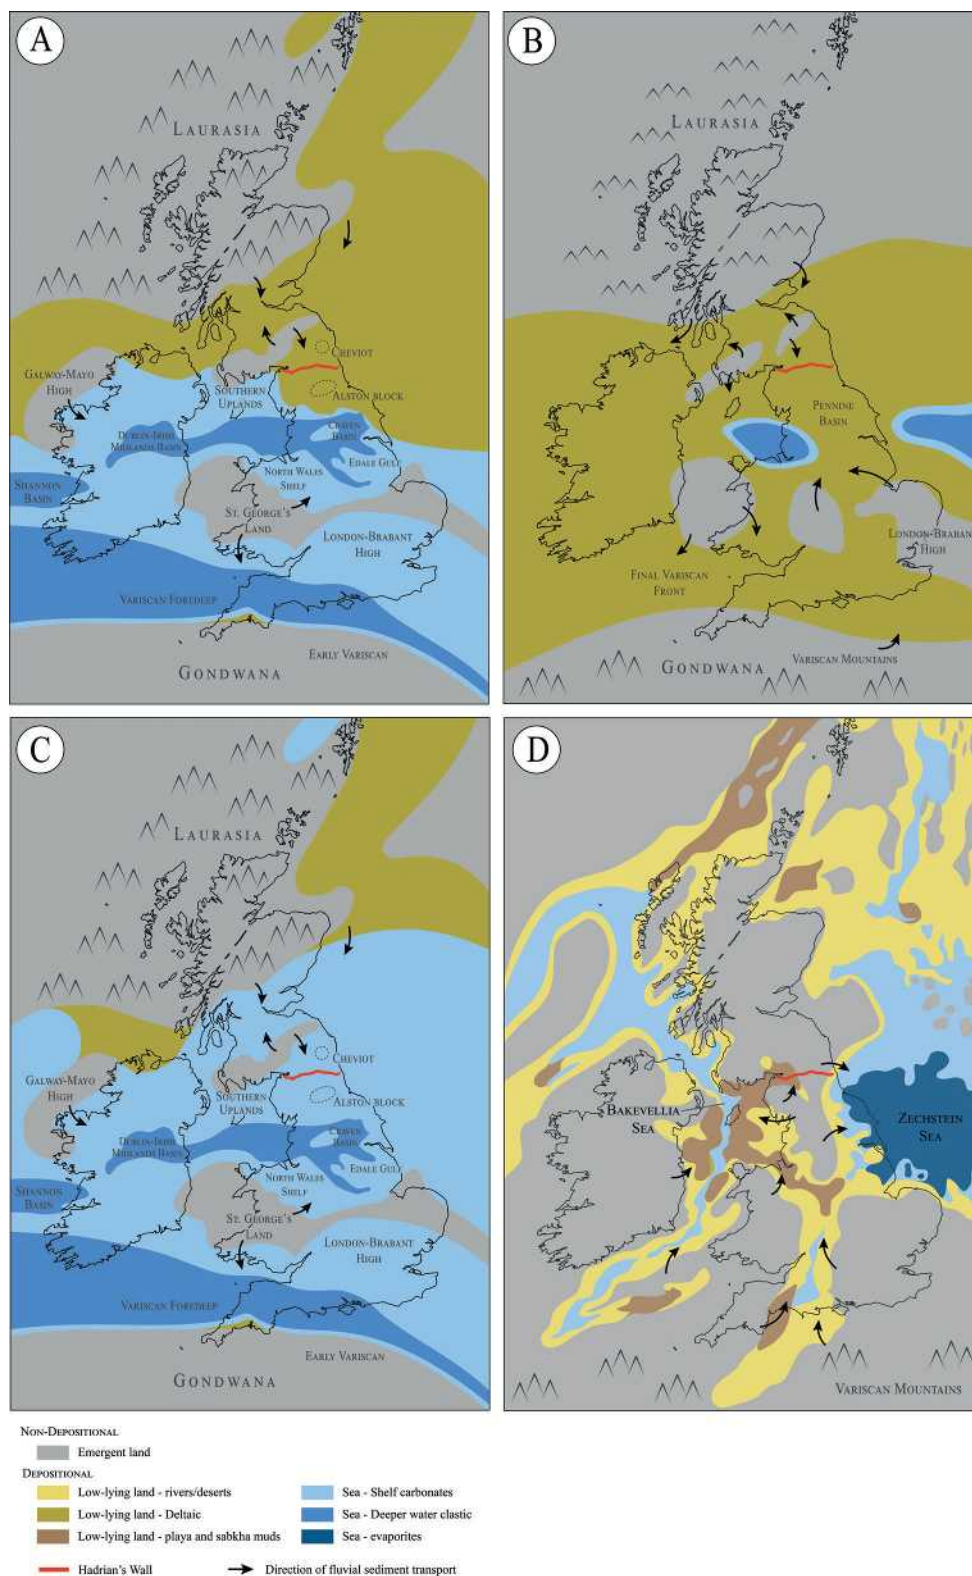 A
LAURASIA
GALWAY-MAYO
HIGH
CHEVIOT
SOUTHERN
UPLANDS
ALSTON BLOCK
DUBLIN-IRISH
MIDLANDS BASIN
CRAVEN
BASIN
EDALE GULF
SHANNON
BASIN
NORTH WALES
SHELF
ST. GEORGE'S
LAND
LONDON-BRABANT
HIGH
VARISCAN FOREDEEP
EARLY VARISCAN
GONDWANA
B
LAURASIA
PENNINE
BASIN
LONDON-BRABANT
HIGH
FINAL VARISCAN
FRONT
VARISCAN MOUNTAINS
GONDWANA
C
LAURASIA
GALWAY-MAYO
HIGH
CHEVIOT
SOUTHERN
UPLANDS
ALSTON BLOCK
DUBLIN-IRISH
MIDLANDS BASIN
CRAVEN
BASIN
EDALE GULF
SHANNON
BASIN
NORTH WALES
SHELF
ST. GEORGE'S
LAND
LONDON-BRABANT
HIGH
VARISCAN FOREDEEP
EARLY VARISCAN
GONDWANA
D
BAKEVELLIA
SEA
ZECHSTEIN
SEA
VARISCAN MOUNTAINS
NON-DEPOSITIONAL
Emergent land
DEPOSITIONAL
Low-lying land - rivers/deserts
Low-lying land - Deltaic
Low-lying land - playa and sabkha muds
Sea - Shelf carbonates
Sea - Deeper water clastic
Sea - evaporites
Hadrian's Wall
Direction of fluvial sediment transport